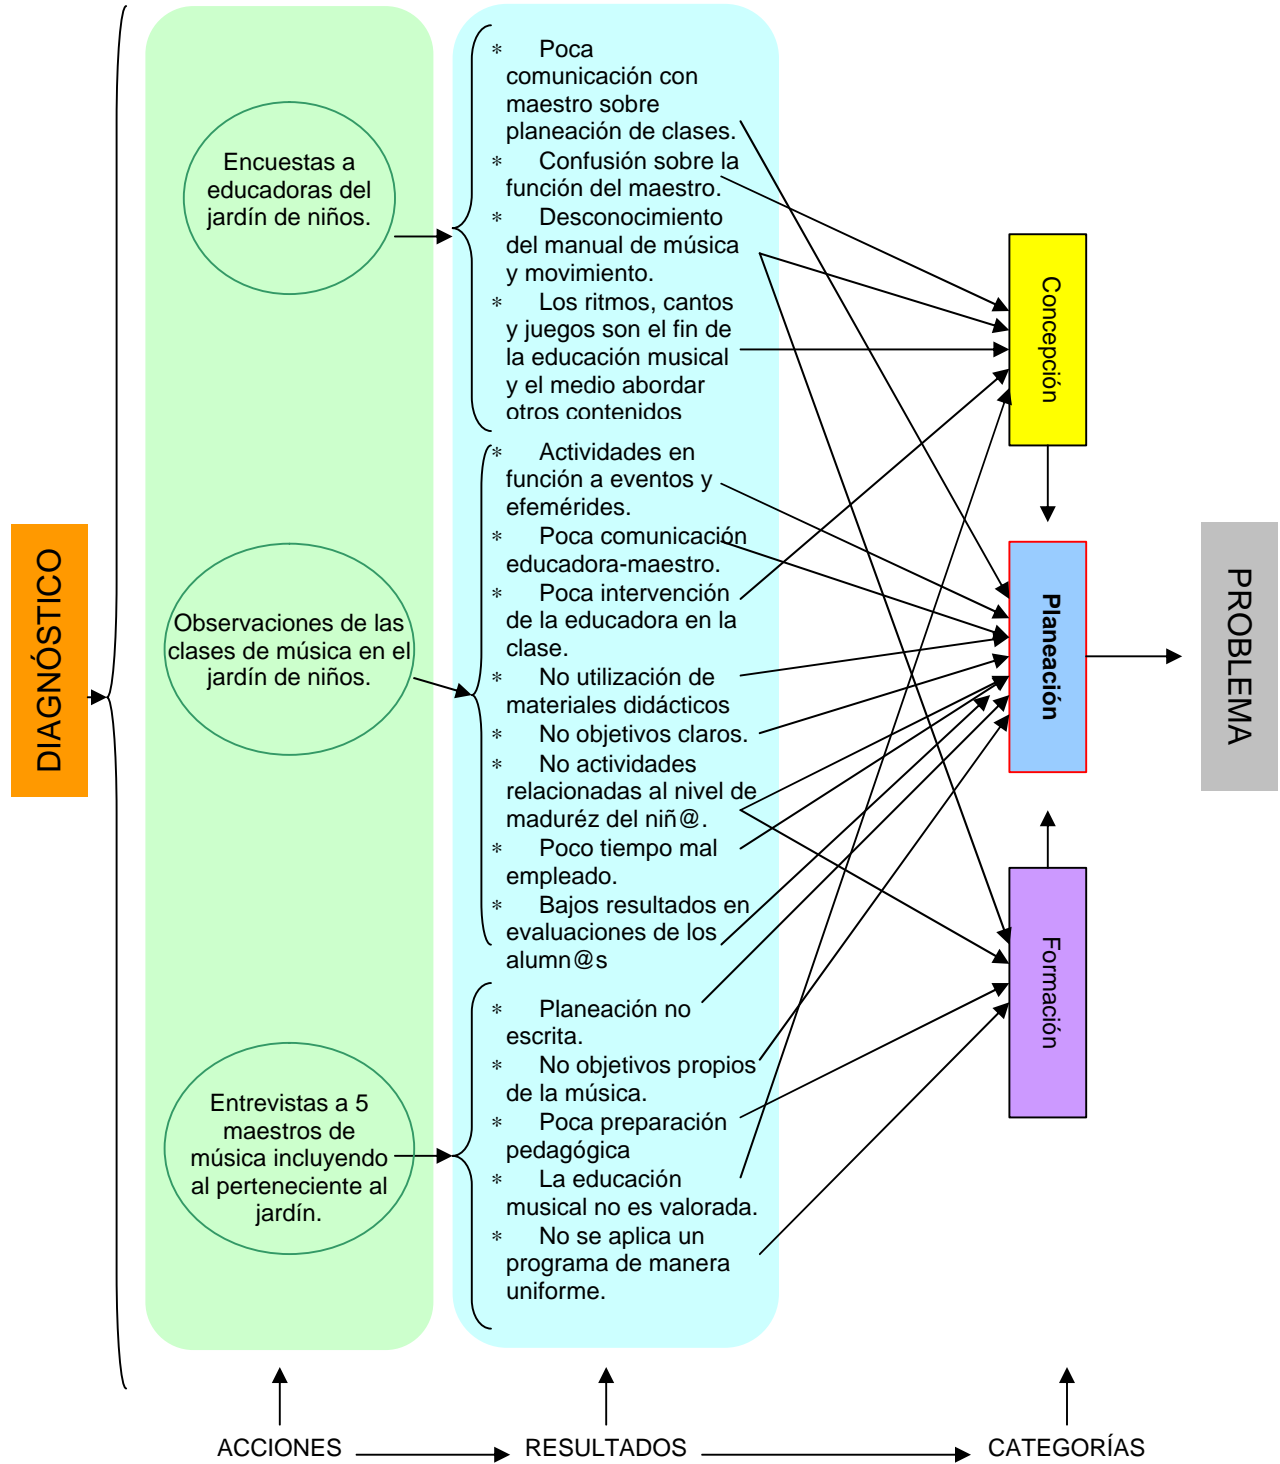 DIAGNÓSTICO
Encuestas a
educadoras del
jardín de niños.
Observaciones de las
clases de música en el
jardín de niños.
Entrevistas a 5
maestros de
música incluyendo
al perteneciente al
jardín.
* Poca
comunicación con
maestro sobre
planeación de clases.
* Confusión sobre la
función del maestro.
* Desconocimiento
del manual de música
y movimiento.
* Los ritmos, cantos
y juegos son el fin de
la educación musical
y el medio abordar
otros contenidos
* Actividades en
función a eventos y
efemérides.
* Poca comunicación
educadora-maestro.
* Poca intervención
de la educadora en la
clase.
* No utilización de
materiales didácticos
* No objetivos claros.
* No actividades
relacionadas al nivel de
maduréz del niñ@.
* Poco tiempo mal
empleado.
* Bajos resultados en
evaluaciones de los
alumn@s
* Planeación no
escrita.
* No objetivos propios
de la música.
* Poca preparación
pedagógica
* La educación
musical no es valorada.
* No se aplica un
programa de manera
uniforme.
Concepción
Planeación
Formación
PROBLEMA
ACCIONES
RESULTADOS
CATEGORÍAS